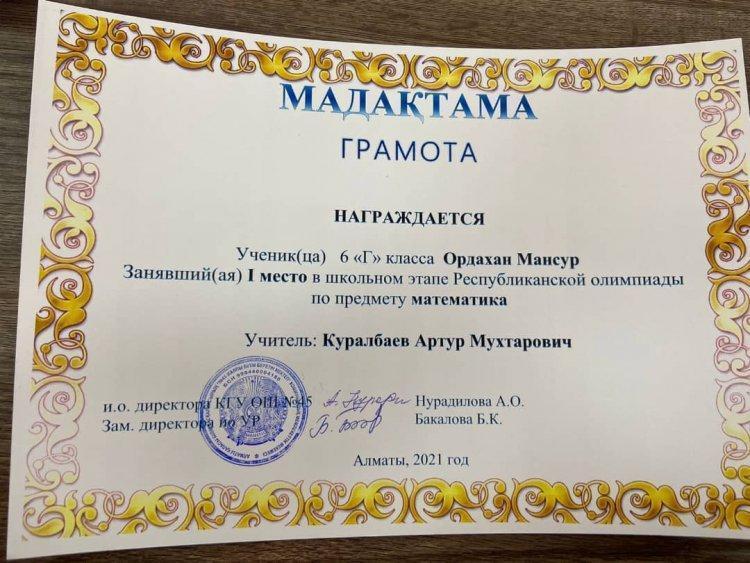 МАДАҚТАМА
ГРАМОТА
НАГРАЖДАЕТСЯ
Ученик(ца) 6 «Г» класса Ордахан Мансур
Занявший(ая) I место в школьном этапе Республиканской олимпиады
по предмету математика
Учитель: Куралбаев Артур Мухтарович
и.о. директора КГУ ОШ №45 Нурадилова А.О.
Зам. директора по УР Бакалова Б.К.
Алматы, 2021 год